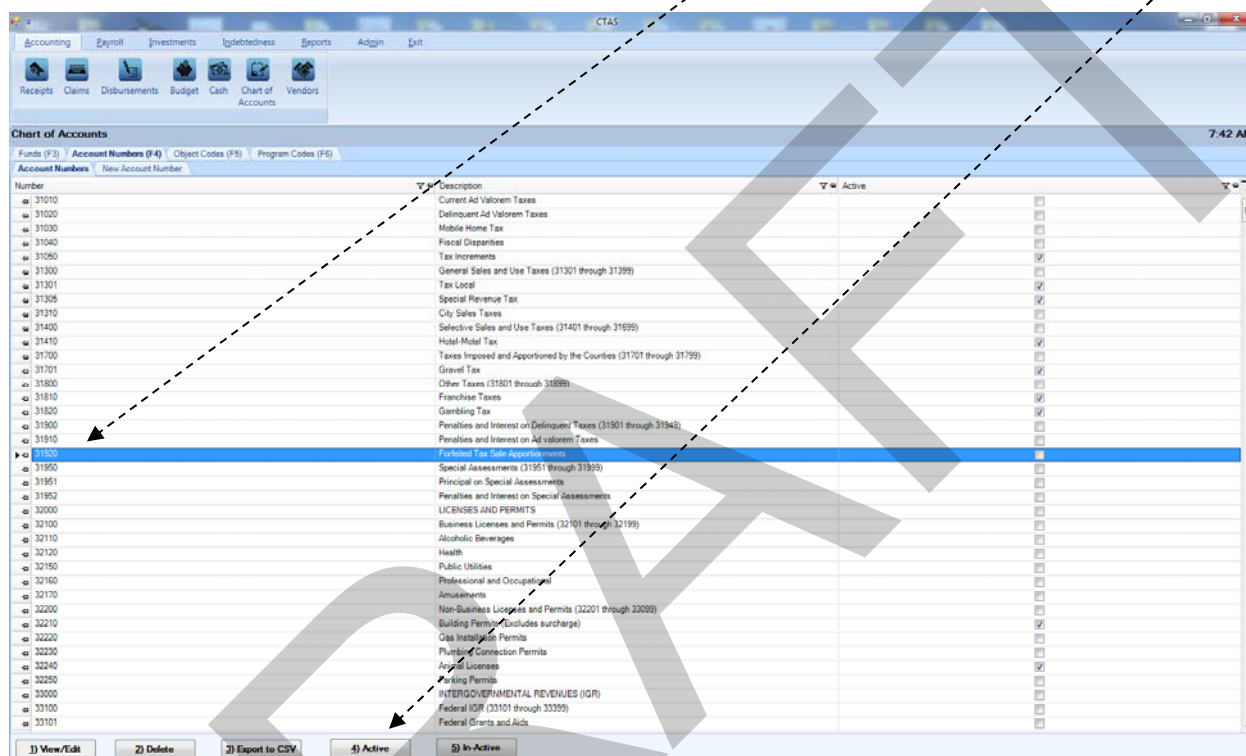 CTAS
Accounting Payroll Investments Indebtedness Reports Admin Exit
Receipts Claims Disbursements Budget Cash Chart of Accounts Vendors
Chart of Accounts 7:42 AM
Funds (F3) Account Numbers (F4) Object Codes (F5) Program Codes (F6)
Account Numbers New Account Number
Number Description Active
31010 Current Ad Valorem Taxes
31020 Delinquent Ad Valorem Taxes
31030 Mobile Home Tax
31040 Fiscal Disparities
31050 Tax Increments
31300 General Sales and Use Taxes (31301 through 31399)
31301 Tax Local
31305 Special Revenue Tax
31310 City Sales Taxes
31400 Selective Sales and Use Taxes (31401 through 31699)
31410 Hotel-Motel Tax
31700 Taxes Imposed and Apportioned by the Counties (31701 through 31799)
31701 Gravel Tax
31800 Other Taxes (31801 through 31899)
31810 Franchise Taxes
31820 Gambling Tax
31900 Penalties and Interest on Delinquent Taxes (31901 through 31949)
31910 Penalties and Interest on Ad valorem Taxes
31920 Forfeited Tax Sale Apportionments
31950 Special Assessments (31951 through 31999)
31951 Principal on Special Assessments
31952 Penalties and Interest on Special Assessments
32000 LICENSES AND PERMITS
32100 Business Licenses and Permits (32101 through 32199)
32110 Alcoholic Beverages
32120 Health
32150 Public Utilities
32160 Professional and Occupational
32170 Amusements
32200 Non-Business Licenses and Permits (32201 through 33099)
32210 Building Permits (Excludes surcharge)
32220 Gas Installation Permits
32230 Plumbing Connection Permits
32240 Animal Licenses
32250 Parking Permits
33000 INTERGOVERNMENTAL REVENUES (IGR)
33100 Federal IGR (33101 through 33399)
33101 Federal Grants and Aids
1) View/Edit 2) Delete 3) Export to CSV 4) Active 5) In-Active
DRAFT